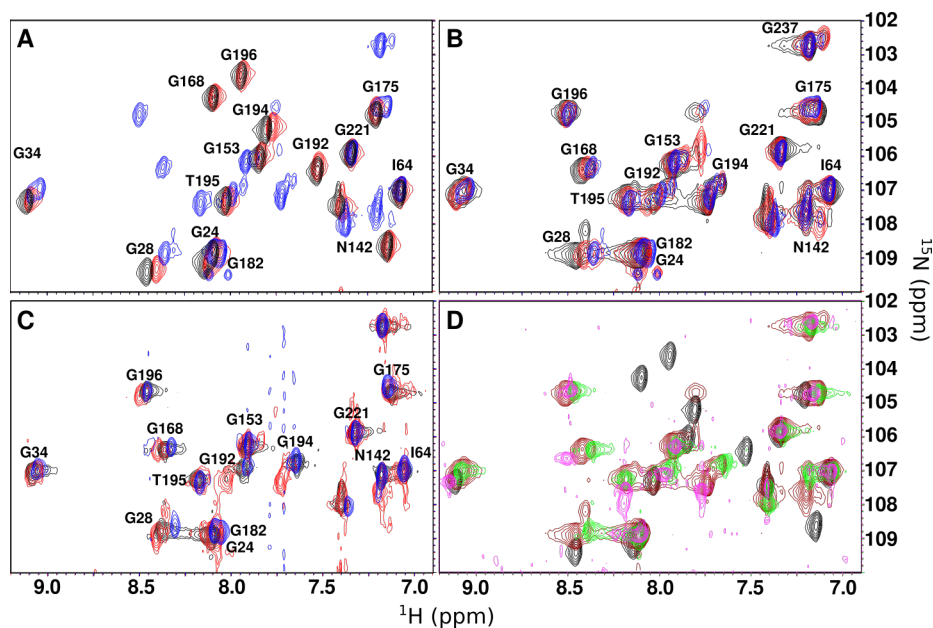 A
G196
G168
G175
G194
G34
G153
G192
G221
T195
I64
G24
G28
N142
G182
B
G237
G196
G175
G153
G221
G168
G194
G34
G192
I64
T195
G28
N142
G182
G24
102
103
104
105
106
107
108
109
¹⁵N (ppm)
C
G196
G175
G153
G221
G168
G194
G34
G192
N142
I64
T195
G28
G182
G24
D
102
103
104
105
106
107
108
109
9.0
8.5
8.0
7.5
7.0
9.0
8.5
8.0
7.5
7.0
¹H (ppm)
¹H (ppm)